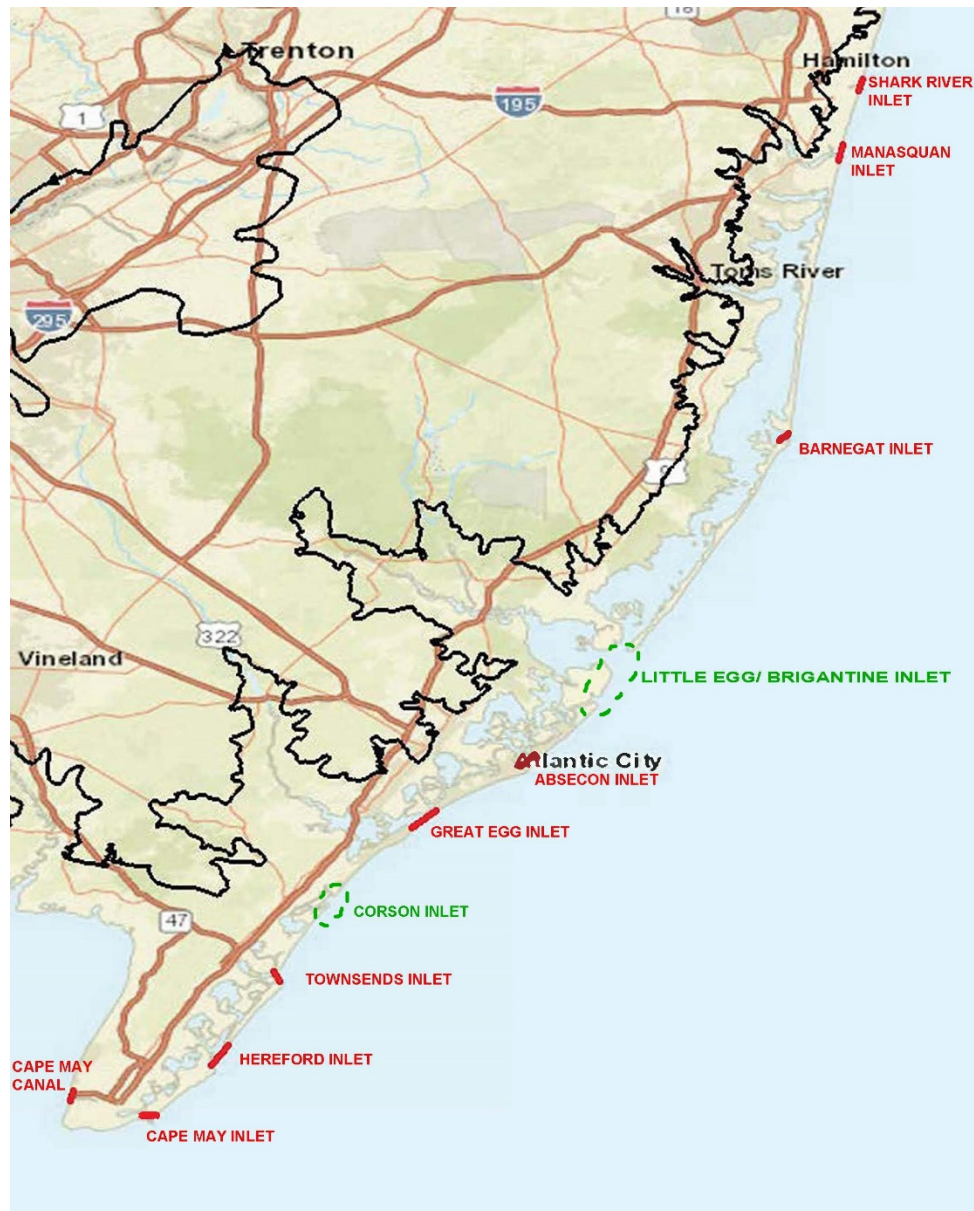 18
Trenton
Hamilton
SHARK RIVER
INLET
195
1
MANASQUAN
INLET
Toms River
295
BARNEGAT INLET
9
322
Vineland
LITTLE EGG/ BRIGANTINE INLET
Atlantic City
ABSECON INLET
GREAT EGG INLET
CORSON INLET
47
TOWNSENDS INLET
HEREFORD INLET
CAPE MAY
CANAL
CAPE MAY INLET